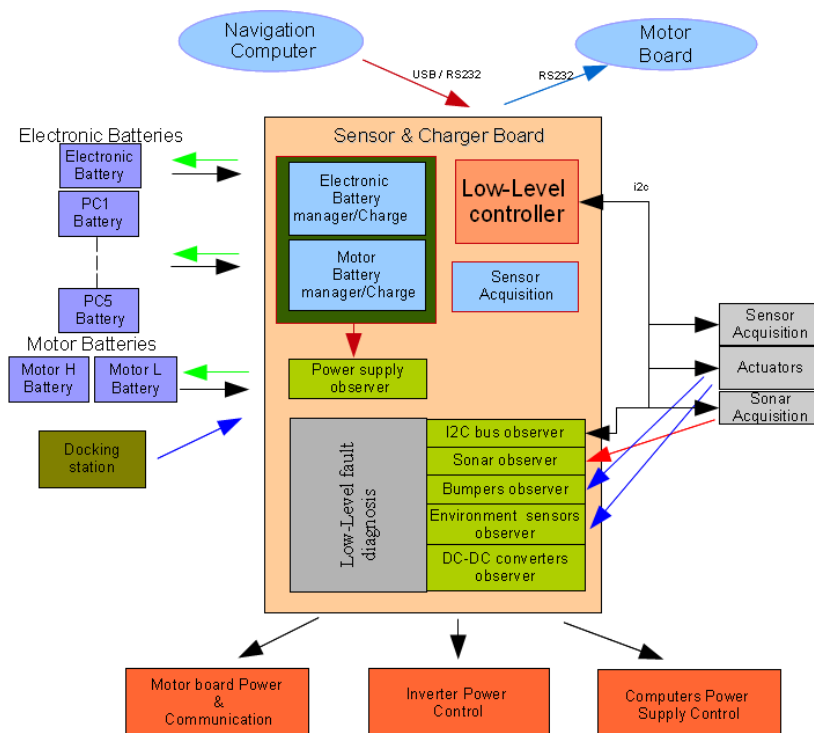 Navigation
Computer
Motor
Board
USB / RS232
RS232
Electronic Batteries
Electronic
Battery
PC1
Battery
PC5
Battery
Motor Batteries
Motor H
Battery
Motor L
Battery
Docking
station
Sensor & Charger Board
Electronic
Battery
manager/Charge
Motor
Battery
manager/Charge
Low-Level
controller
Sensor
Acquisition
Power supply
observer
i2c
Sensor
Acquisition
Actuators
Sonar
Acquisition
Low-Level fault
diagnosis
I2C bus observer
Sonar observer
Bumpers observer
Environment sensors
observer
DC-DC converters
observer
Motor board Power
&
Communication
Inverter Power
Control
Computers Power
Supply Control